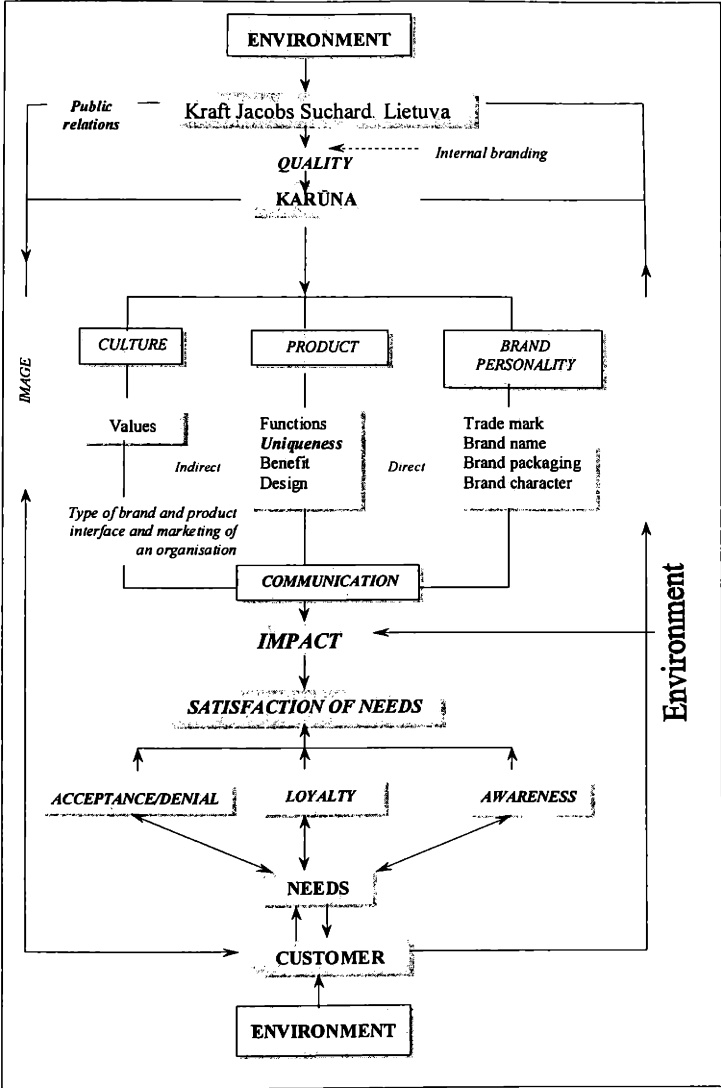 ENVIRONMENT
Public
relations
Kraft Jacobs Suchard. Lietuva
Internal branding
QUALITY
KARŪNA
IMAGE
CULTURE
PRODUCT
BRAND
PERSONALITY
Values
Functions
Uniqueness
Benefit
Design
Indirect
Direct
Trade mark
Brand name
Brand packaging
Brand character
Type of brand and product
interface and marketing of
an organisation
COMMUNICATION
IMPACT
Environment
SATISFACTION OF NEEDS
ACCEPTANCE/DENIAL
LOYALTY
AWARENESS
NEEDS
CUSTOMER
ENVIRONMENT